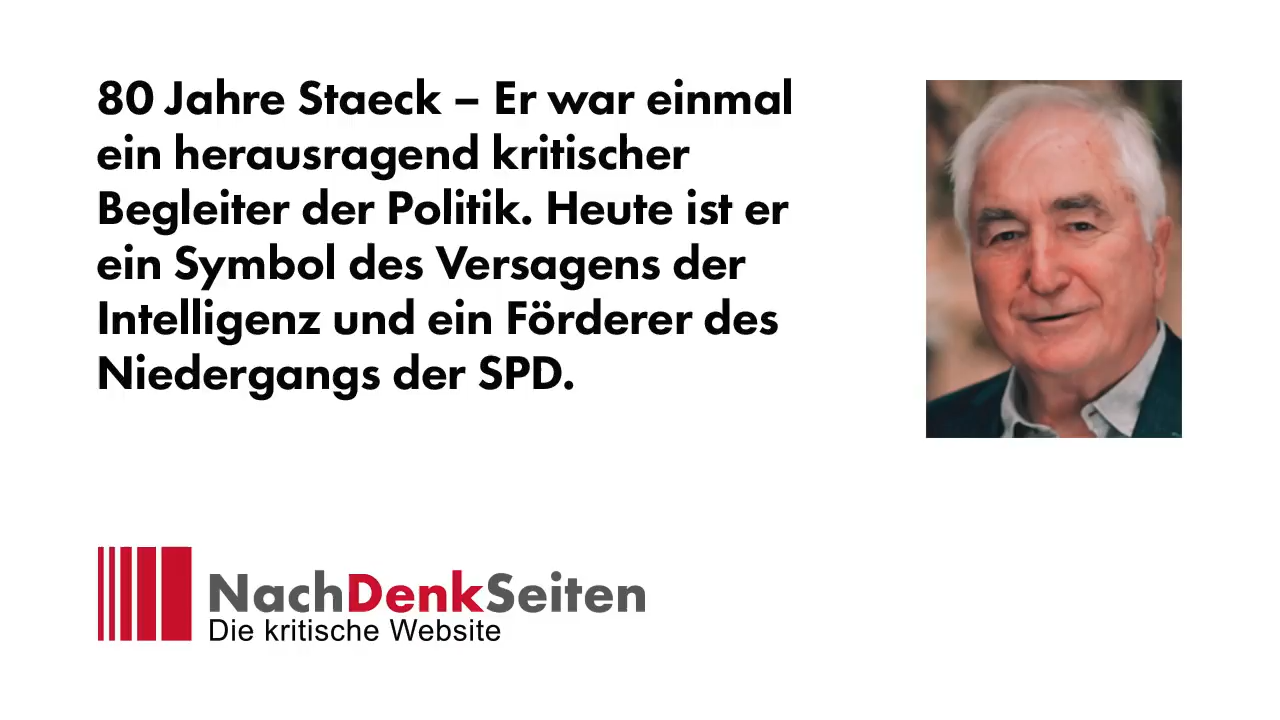 80 Jahre Staeck – Er war einmal
ein herausragend kritischer
Begleiter der Politik. Heute ist er
ein Symbol des Versagens der
Intelligenz und ein Förderer des
Niedergangs der SPD.
NachDenkSeiten
Die kritische Website